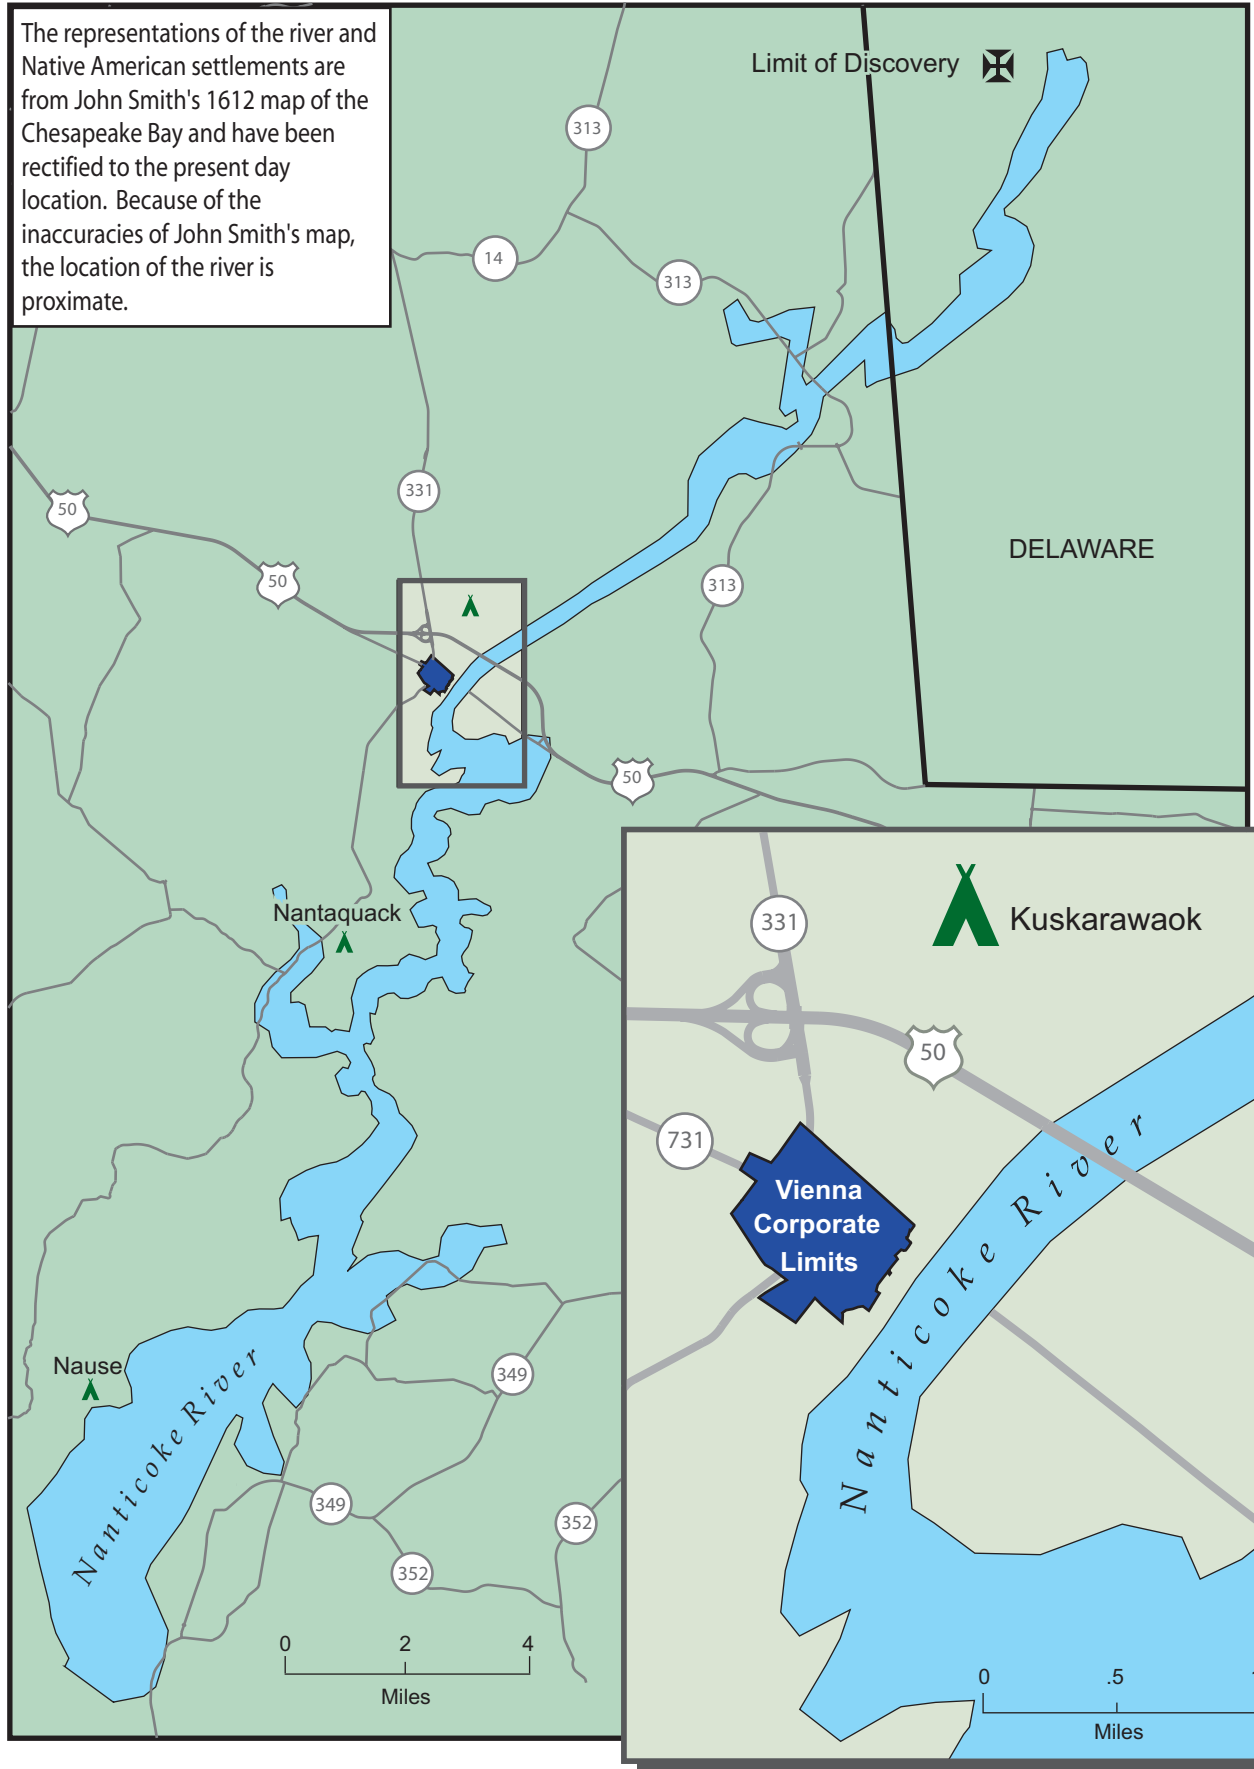 The representations of the river and
Native American settlements are
from John Smith's 1612 map of the
Chesapeake Bay and have been
rectified to the present day
location. Because of the
inaccuracies of John Smith's map,
the location of the river is
proximate.
Limit of Discovery
313
14
313
331
50
50
313
DELAWARE
50
Nantaquack
Nause
Nanticoke River
349
349
352
352
0 2 4
Miles
331
Kuskarawaok
50
731
Vienna
Corporate
Limits
Nanticoke River
0 .5
Miles